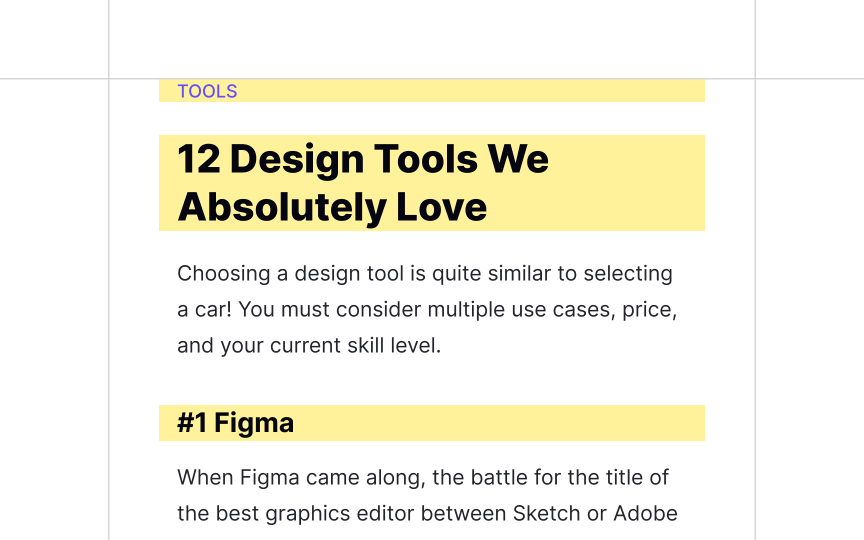 TOOLS
12 Design Tools We
Absolutely Love
Choosing a design tool is quite similar to selecting
a car! You must consider multiple use cases, price,
and your current skill level.
#1 Figma
When Figma came along, the battle for the title of
the best graphics editor between Sketch or Adobe